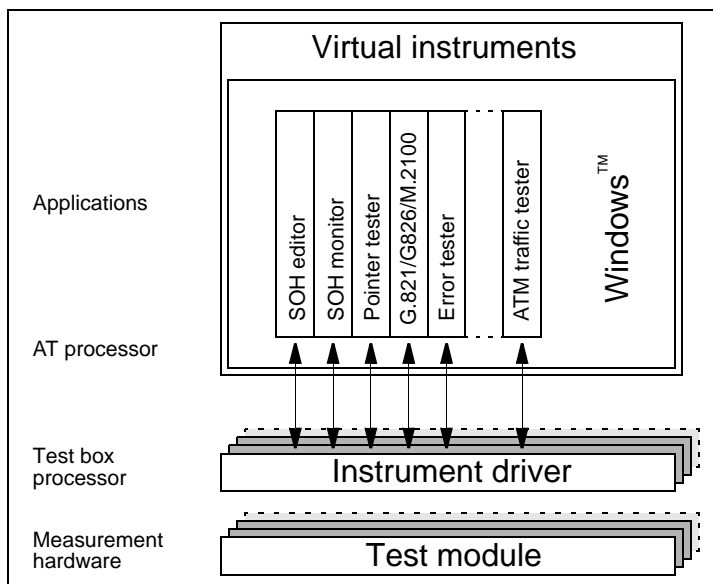 Virtual instruments
Applications
AT processor
SOH editor
SOH monitor
Pointer tester
G.821/G826/M.2100
Error tester
ATM traffic tester
Windows™
Test box
processor
Instrument driver
Measurement
hardware
Test module